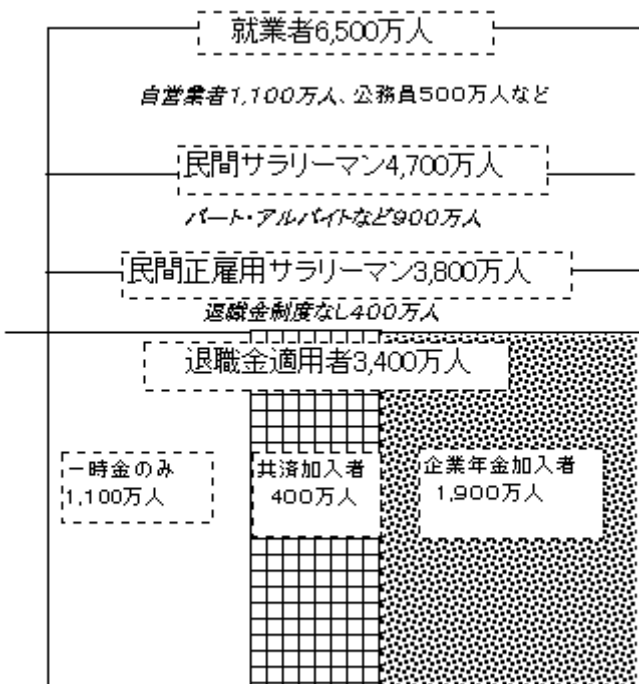 就業者6,500万人
自営業者1,100万人、公務員500万人など
民間サラリーマン4,700万人
パート・アルバイトなど900万人
民間正雇用サラリーマン3,800万人
退職金制度なし400万人
退職金適用者3,400万人
一時金のみ
1,100万人
共済加入者
400万人
企業年金加入者
1,900万人